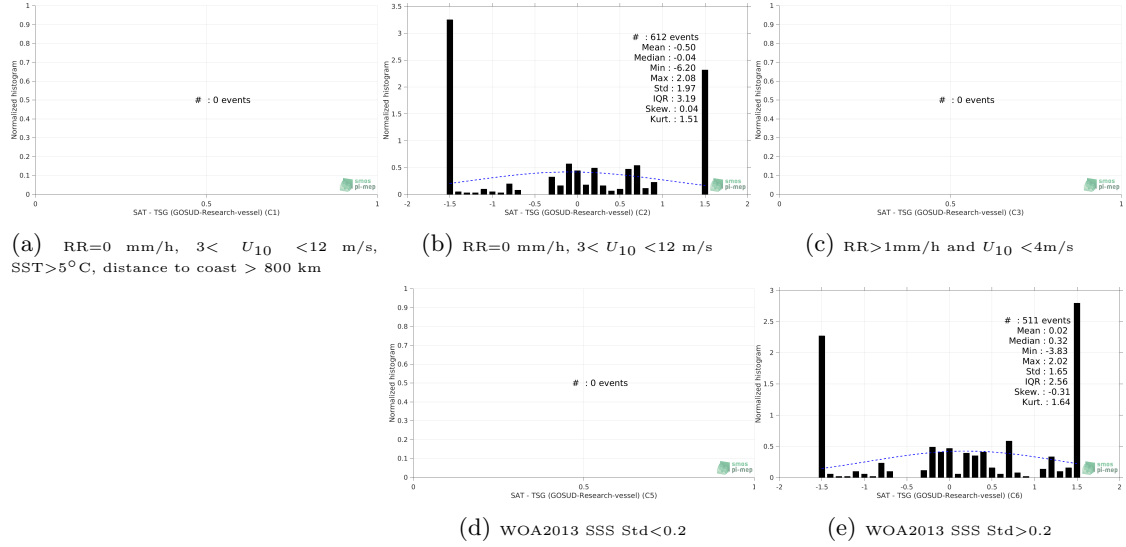 1
0.9
0.8
0.7
0.6
0.5
0.4
0.3
0.2
0.1
0
Normalized histogram
# : 0 events
smos
pi-mep
0 0.5 1
SAT - TSG (GOSUD-Research-vessel) (C1)
(a) RR=0 mm/h, 3< U10 <12 m/s,
SST>5°C, distance to coast > 800 km
3.5
3
2.5
2
1.5
1
0.5
0
Normalized histogram
# : 612 events
Mean : -0.50
Median : -0.04
Min : -6.20
Max : 2.08
Std : 1.97
IQR : 3.19
Skew. : 0.04
Kurt. : 1.51
smos
pi-mep
-2 -1.5 -1 -0.5 0 0.5 1 1.5 2
SAT - TSG (GOSUD-Research-vessel) (C2)
(b) RR=0 mm/h, 3< U10 <12 m/s
1
0.9
0.8
0.7
0.6
0.5
0.4
0.3
0.2
0.1
0
Normalized histogram
# : 0 events
smos
pi-mep
0 0.5 1
SAT - TSG (GOSUD-Research-vessel) (C3)
(c) RR>1mm/h and U10 <4m/s
1
0.9
0.8
0.7
0.6
0.5
0.4
0.3
0.2
0.1
0
Normalized histogram
# : 0 events
smos
pi-mep
0 0.5 1
SAT - TSG (GOSUD-Research-vessel) (C5)
(d) WOA2013 SSS Std<0.2
3
2.5
2
1.5
1
0.5
0
Normalized histogram
# : 511 events
Mean : 0.02
Median : 0.32
Min : -3.83
Max : 2.02
Std : 1.65
IQR : 2.56
Skew. : -0.31
Kurt. : 1.64
smos
pi-mep
-2 -1.5 -1 -0.5 0 0.5 1 1.5 2
SAT - TSG (GOSUD-Research-vessel) (C6)
(e) WOA2013 SSS Std>0.2